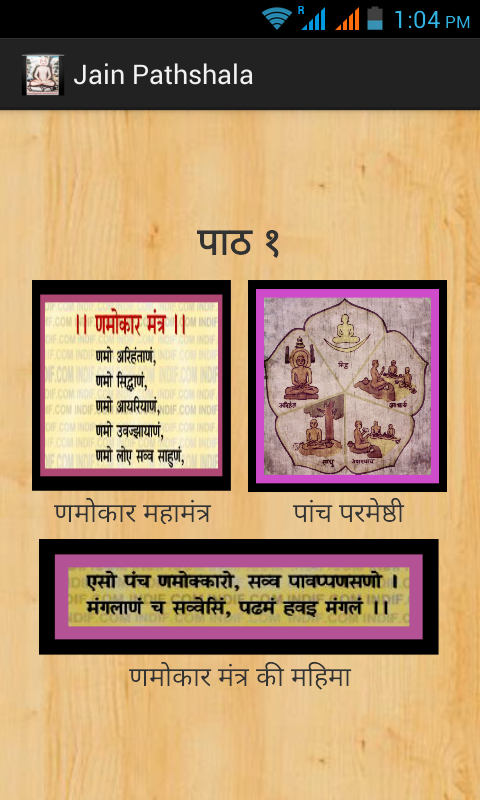 R
1:04 PM
Jain Pathshala
पाठ १
|| णमोकार मंत्र ||
णमो अरिहंताणं,
णमो सिद्धाणं,
णमो आयरियाणं,
णमो उवज्झायाणं,
णमो लोए सव्व साहुणं,
सिद्ध
अरिहंत
आचार्य
साधु
उपाध्याय
णमोकार महामंत्र
पांच परमेष्ठी
एसो पंच णमोक्कारो, सव्व पावप्पणसणो ।
मंगलाणं च सव्वेसिं, पढमं हवइ मंगलं ।।
णमोकार मंत्र की महिमा